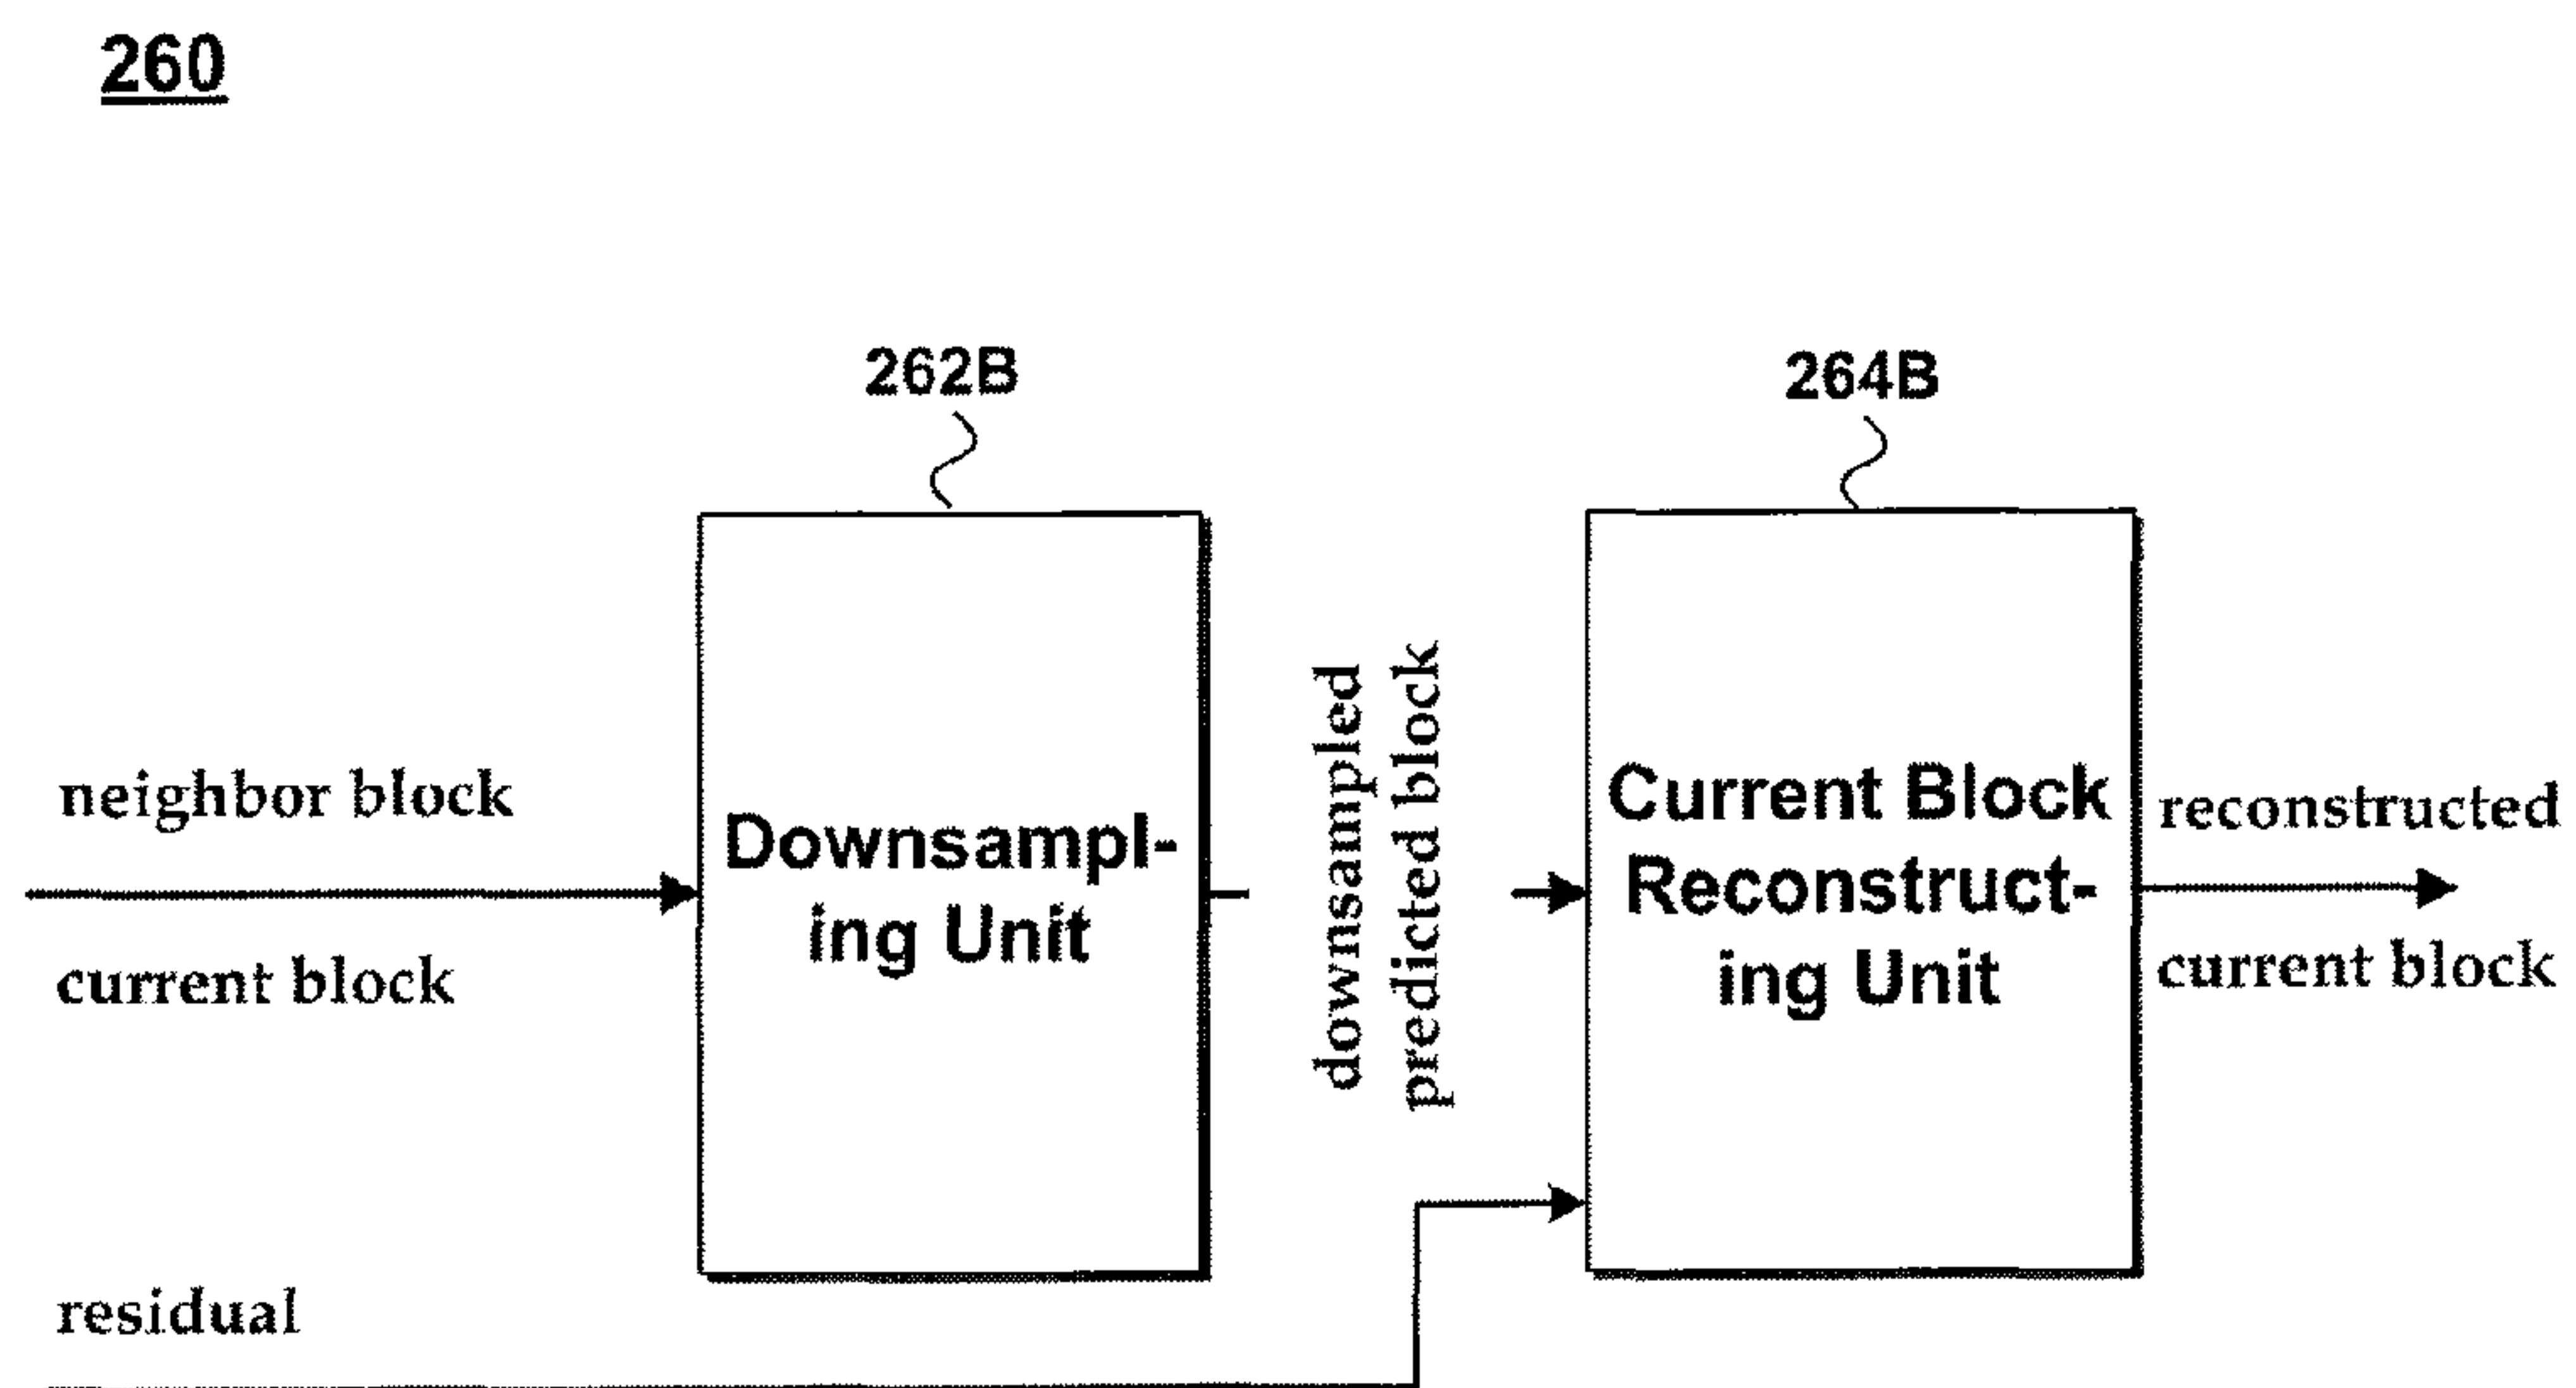 260
262B
264B
neighbor block
current block
residual
Downsampl-
ing Unit
downsampled
predicted block
Current Block
Reconstruct-
ing Unit
reconstructed
current block